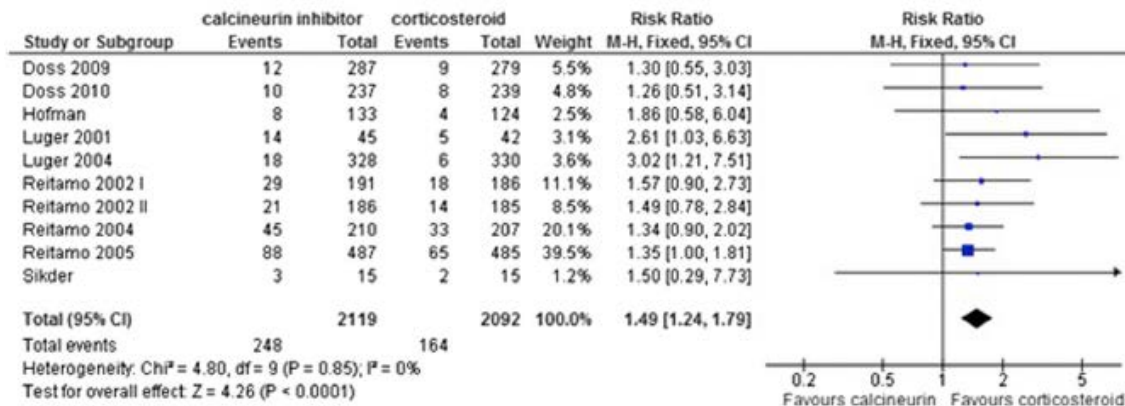 calcineurin inhibitor corticosteroid Risk Ratio Risk Ratio
Study or Subgroup Events Total Events Total Weight M-H, Fixed, 95% CI M-H, Fixed, 95% CI
Doss 2009 12 287 9 279 5.5% 1.30 [0.55, 3.03]
Doss 2010 10 237 8 239 4.8% 1.26 [0.51, 3.14]
Hofman 8 133 4 124 2.5% 1.86 [0.58, 6.04]
Luger 2001 14 45 5 42 3.1% 2.61 [1.03, 6.63]
Luger 2004 18 328 6 330 3.6% 3.02 [1.21, 7.51]
Reitamo 2002 I 29 191 18 186 11.1% 1.57 [0.90, 2.73]
Reitamo 2002 II 21 186 14 185 8.5% 1.49 [0.78, 2.84]
Reitamo 2004 45 210 33 207 20.1% 1.34 [0.90, 2.02]
Reitamo 2005 88 487 65 485 39.5% 1.35 [1.00, 1.81]
Sikder 3 15 2 15 1.2% 1.50 [0.29, 7.73]
Total (95% CI) 2119 2092 100.0% 1.49 [1.24, 1.79]
Total events 248 164
Heterogeneity: Chi² = 4.80, df = 9 (P = 0.85); I² = 0%
Test for overall effect: Z = 4.26 (P < 0.0001)
0.2 0.5 1 2 5
Favours calcineurin Favours corticosteroid